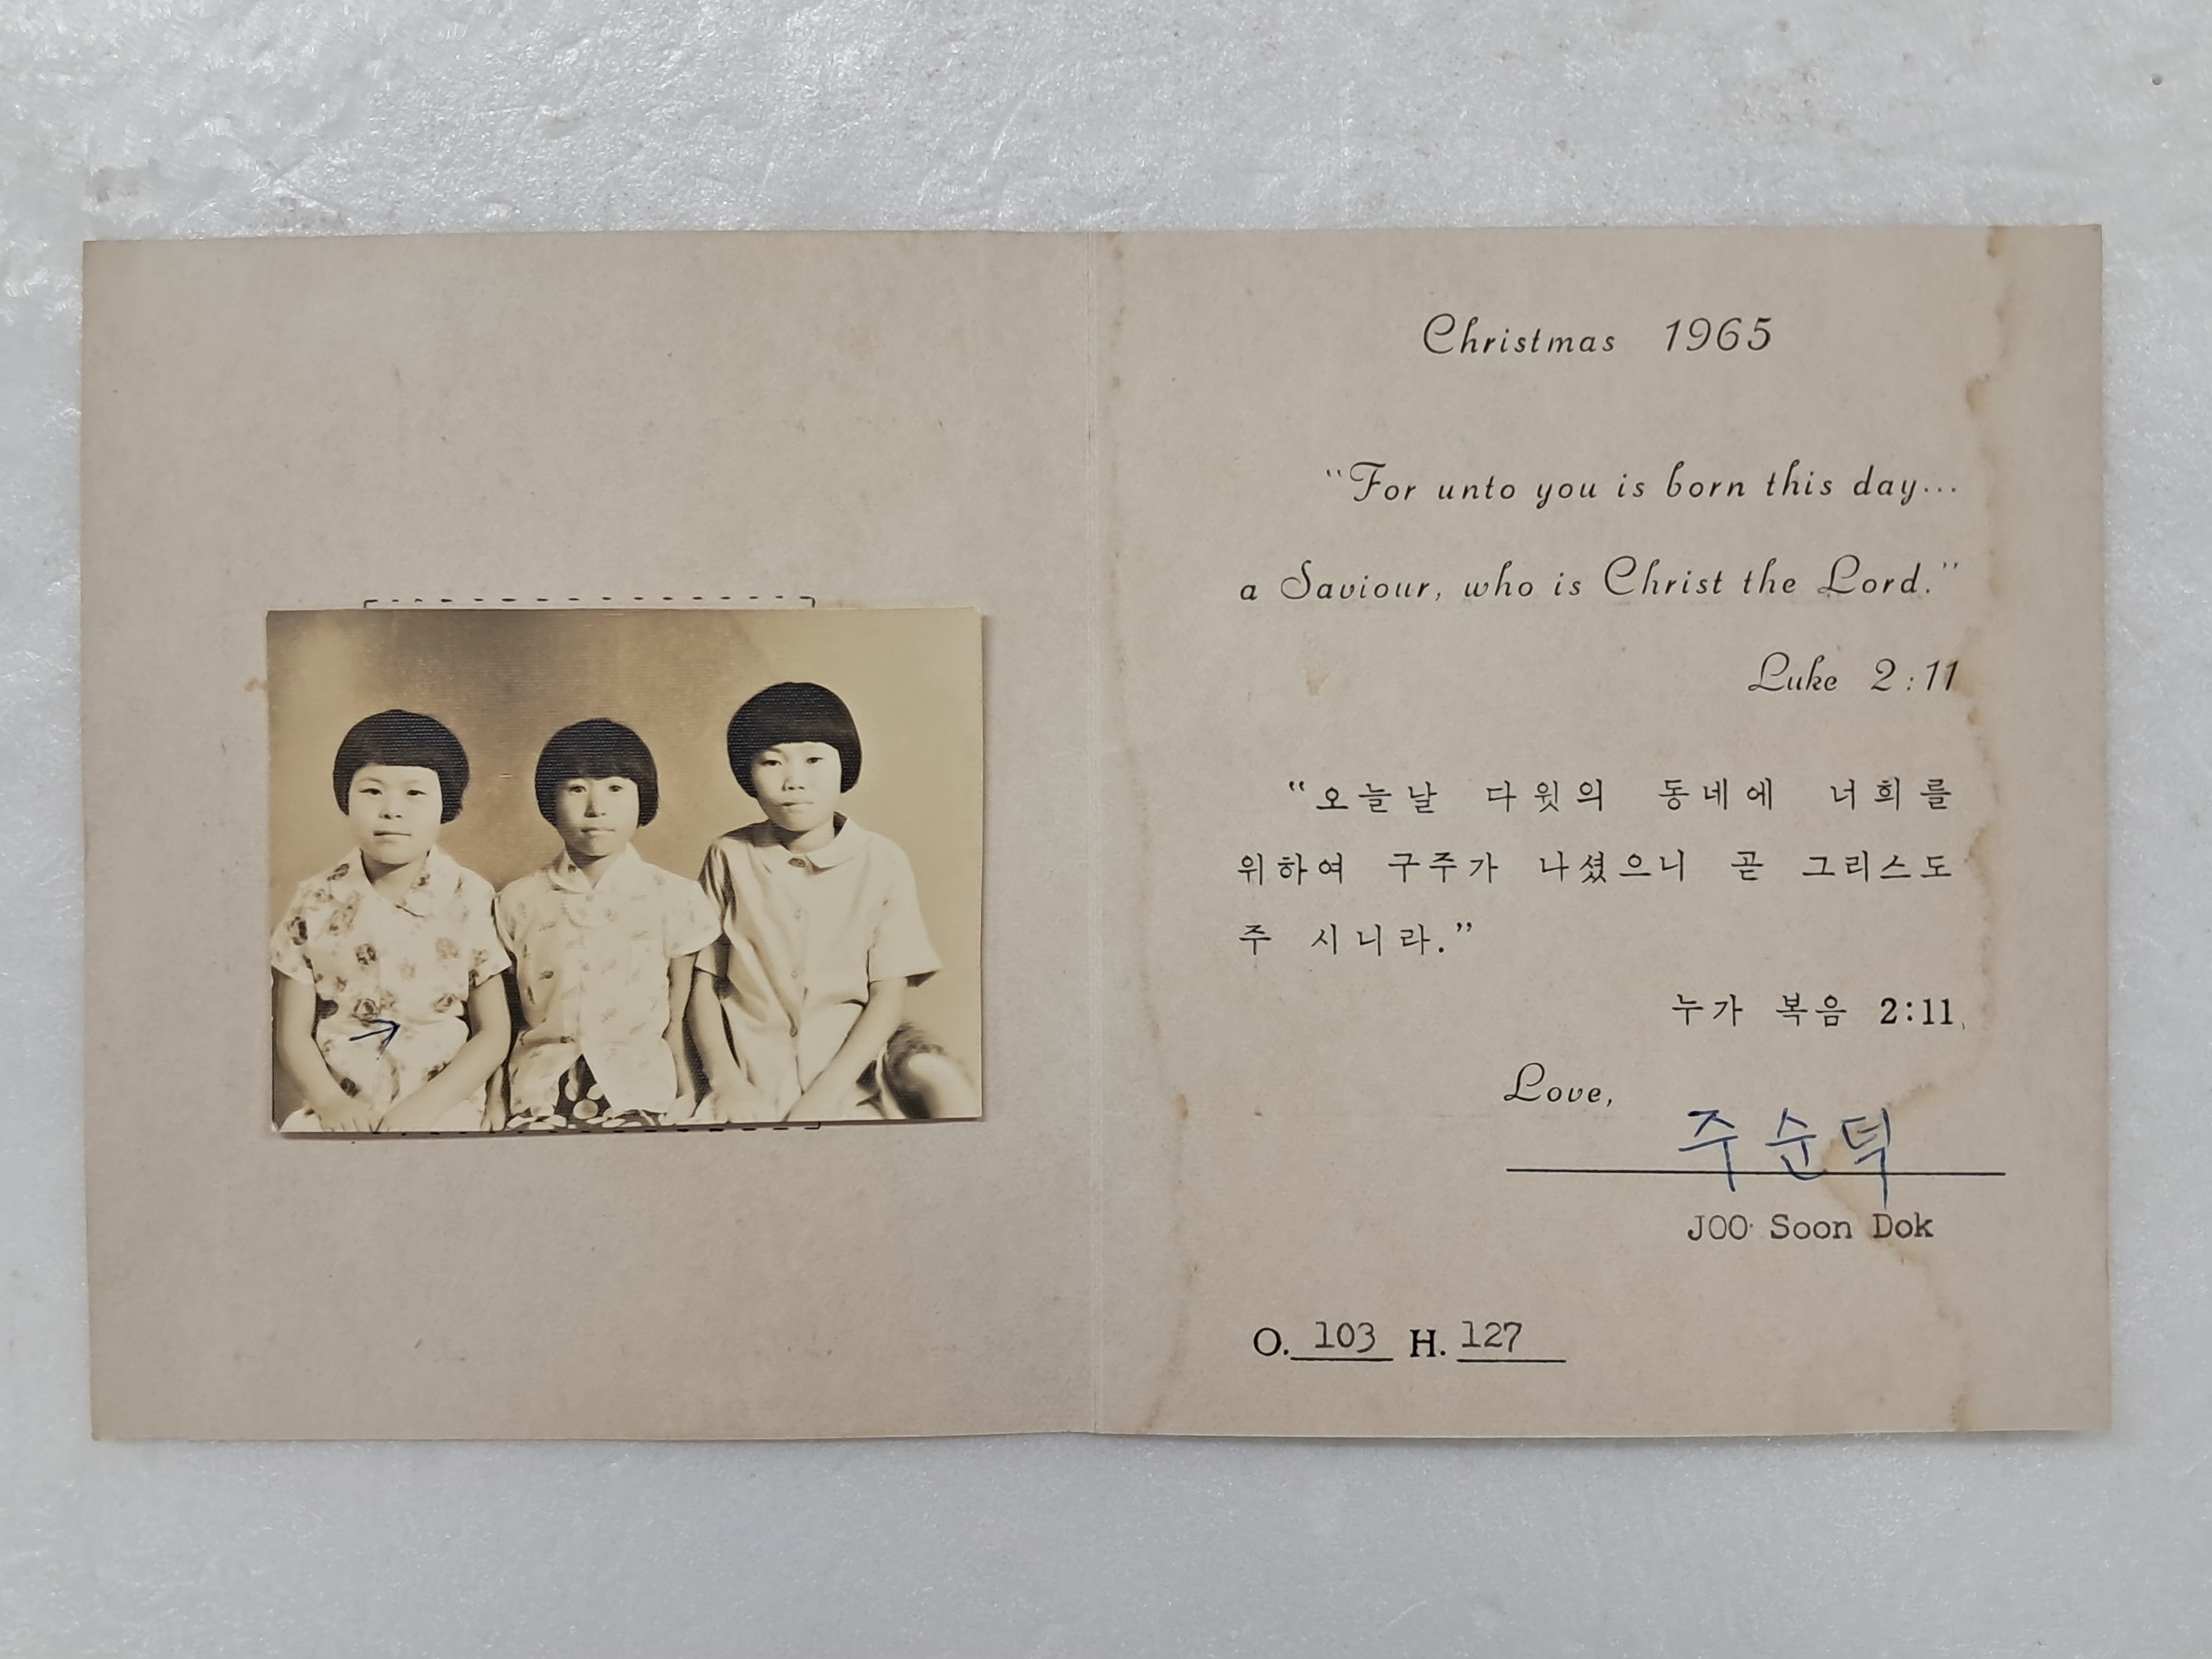 Christmas 1965
“For unto you is born this day...
a Saviour, who is Christ the Lord.”
Luke 2:11
“오늘날 다윗의 동네에 너희를
위하여 구주가 나셨으니 곧 그리스도
주 시니라.”
누가 복음 2:11
Love,
주순덕
JOO Soon Dok
O. 103 H. 127